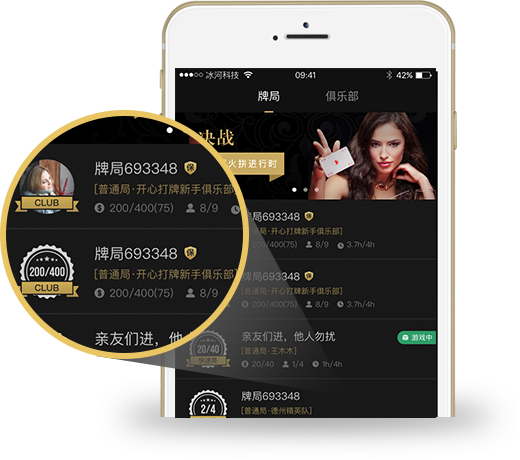 冰河科技
09:41
42%
牌局
俱乐部
决战
火拼进行时
牌局693348 保
[普通局·开心打牌新手俱乐部]
CLUB
200/400(75) 8/9
牌局693348 保
[普通局·开心打牌新手俱乐部]
200/400
CLUB
200/400(75) 8/9
亲友们进，他
牌局693348
[普通局·开心打牌新手俱乐部]
200/400(75) 8/9 3.7h/4h
牌局693348
[普通局·开心打牌新手俱乐部]
200/400(75) 8/9 3.7h/4h
亲友们进，他人勿扰
[普通局·王木木]
20/40
快速局
20/40 1/4 1h/4h
游戏中
牌局693348
[普通局·德州精英队]
2/4